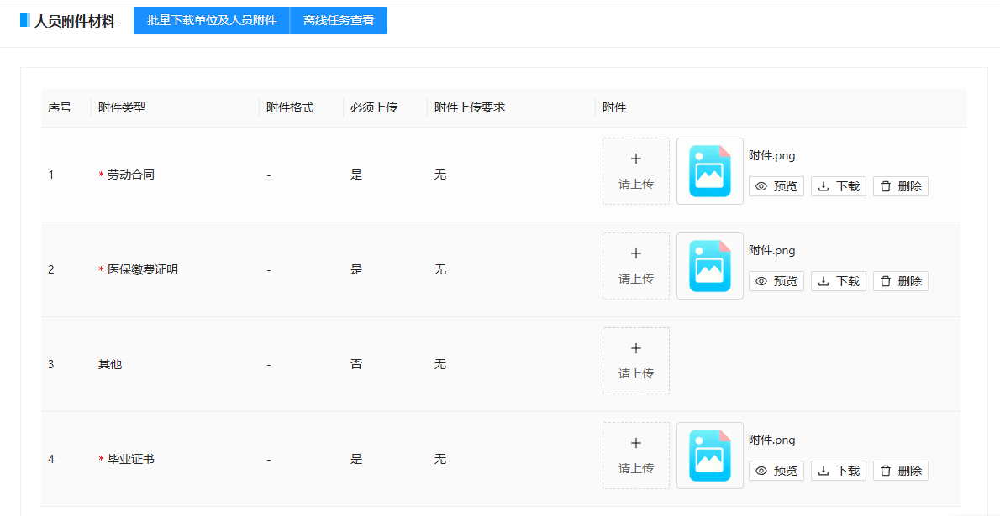 人员附件材料 批量下载单位及人员附件 离线任务查看
序号 附件类型 附件格式 必须上传 附件上传要求 附件
附件.png
1 * 劳动合同 - 是 无 请上传 预览 下载 删除
附件.png
2 * 医保缴费证明 - 是 无 请上传 预览 下载 删除
3 其他 - 否 无 请上传
附件.png
4 * 毕业证书 - 是 无 请上传 预览 下载 删除